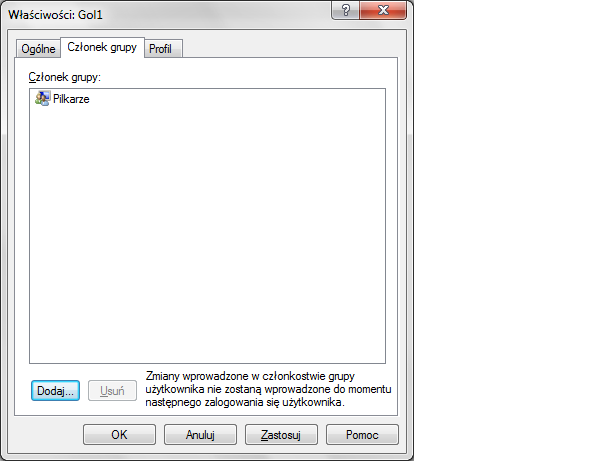 Właściwości: Gol1
Ogólne Członek grupy Profil
Członek grupy:
Pilkarze
Dodaj... Usuń
Zmiany wprowadzone w członkostwie grupy
użytkownika nie zostaną wprowadzone do momentu
następnego zalogowania się użytkownika.
OK Anuluj Zastosuj Pomoc